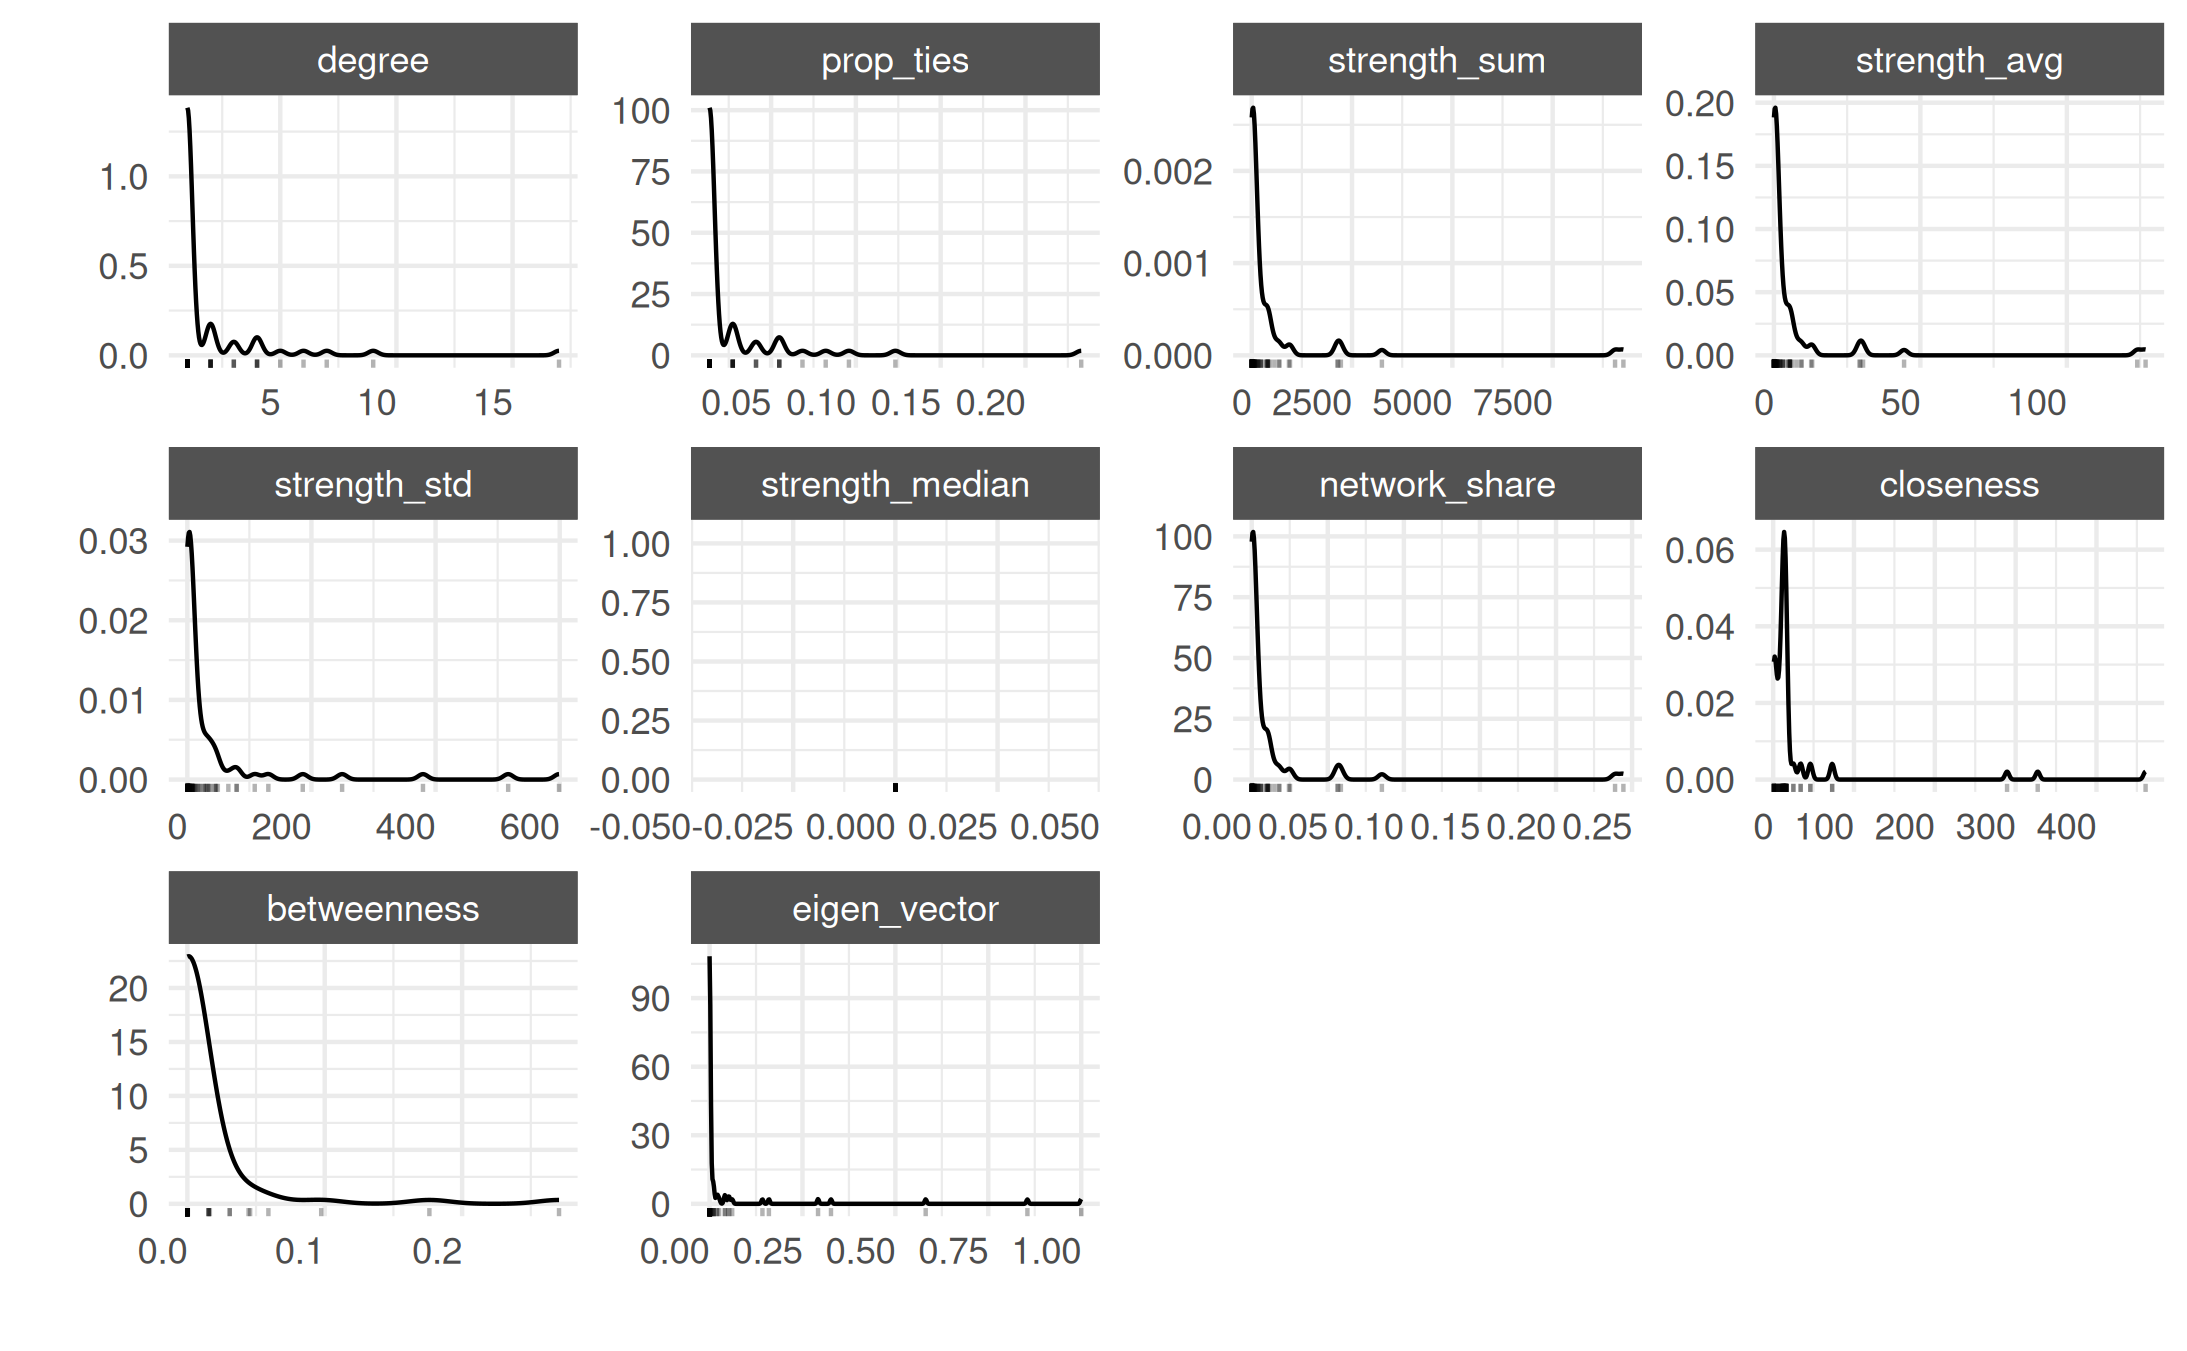 degree prop_ties strength_sum strength_avg
0.0 0.5 1.0
5 10 15
0 25 50 75 100
0.05 0.10 0.15 0.20
0.000 0.001 0.002
0 2500 5000 7500
0.00 0.05 0.10 0.15 0.20
0 50 100
strength_std strength_median network_share closeness
0.00 0.01 0.02 0.03
0 200 400 600
0.00 0.25 0.50 0.75 1.00
-0.050 -0.025 0.000 0.025 0.050
0 25 50 75 100
0.00 0.05 0.10 0.15 0.20 0.25
0.00 0.02 0.04 0.06
0 100 200 300 400
betweenness eigen_vector
0 5 10 15 20
0.0 0.1 0.2
0 30 60 90
0.00 0.25 0.50 0.75 1.00